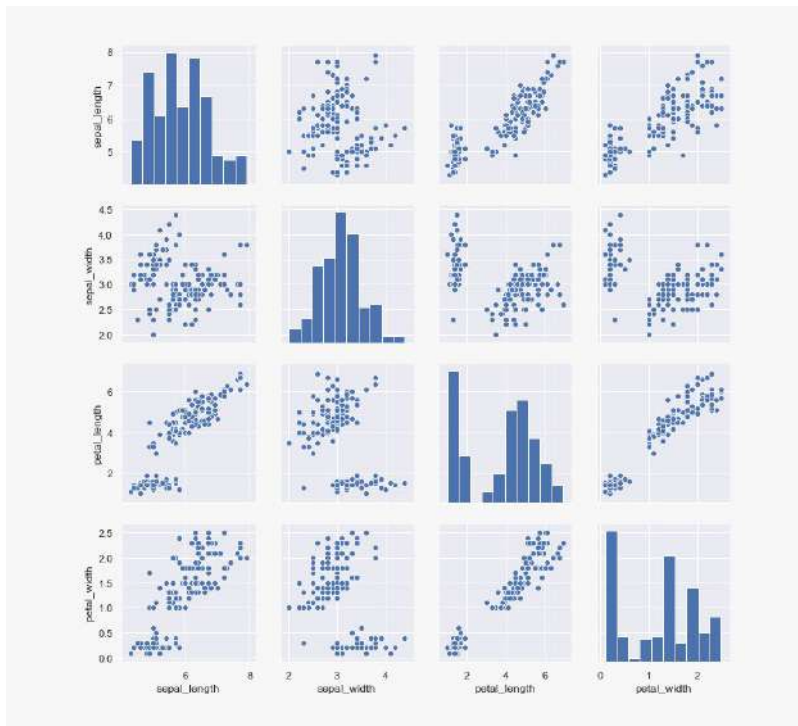 8
7
6
5
sepal_length
4.5
4.0
3.5
3.0
2.5
2.0
sepal_width
6
4
2
petal_length
2.5
2.0
1.5
1.0
0.5
0.0
petal_width
6 8
sepal_length
2 3 4
sepal_width
2 4 6
petal_length
0 1 2
petal_width